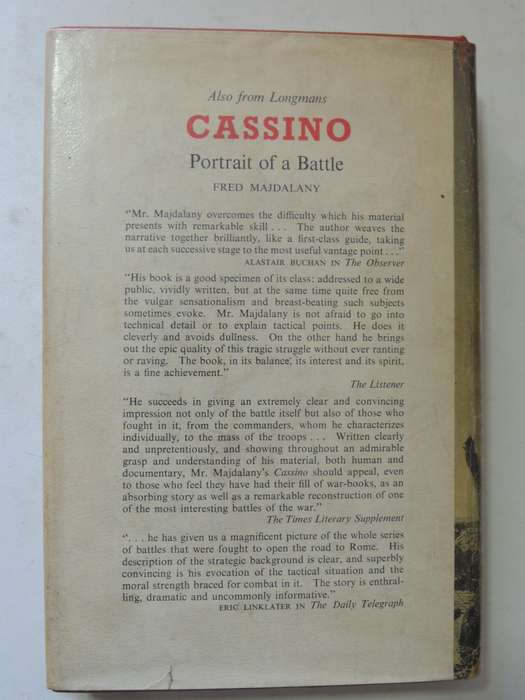 Also from Longmans
CASSINO
Portrait of a Battle
FRED MAJDALANY
"Mr. Majdalany overcomes the difficulty which his material
presents with remarkable skill . . . The author weaves the
narrative together brilliantly, like a first-class guide, taking
us at each successive stage to the most useful vantage point . . ."
ALASTAIR BUCHAN IN The Observer
"His book is a good specimen of its class: addressed to a wide
public, vividly written, but at the same time quite free from
the vulgar sensationalism and breast-beating such subjects
sometimes evoke. Mr. Majdalany is not afraid to go into
technical detail or to explain tactical points. He does it
cleverly and avoids dullness. On the other hand he brings
out the epic quality of this tragic struggle without ever ranting
or raving. The book, in its balance, its interest and its spirit,
is a fine achievement."
The Listener
"He succeeds in giving an extremely clear and convincing
impression not only of the battle itself but also of those who
fought in it, from the commanders, whom he characterizes
individually, to the mass of the troops . . . Written clearly
and unpretentiously, and showing throughout an admirable
grasp and understanding of his material, both human and
documentary, Mr. Majdalany's Cassino should appeal, even
to those who feel they have had their fill of war-books, as an
absorbing story as well as a remarkable reconstruction of one
of the most interesting battles of the war."
The Times Literary Supplement
". . . he has given us a magnificent picture of the whole series
of battles that were fought to open the road to Rome. His
description of the strategic background is clear, and superbly
convincing is his evocation of the tactical situation and the
moral strength braced for combat in it. The story is enthral-
ling, dramatic and uncommonly informative."
ERIC LINKLATER IN The Daily Telegraph